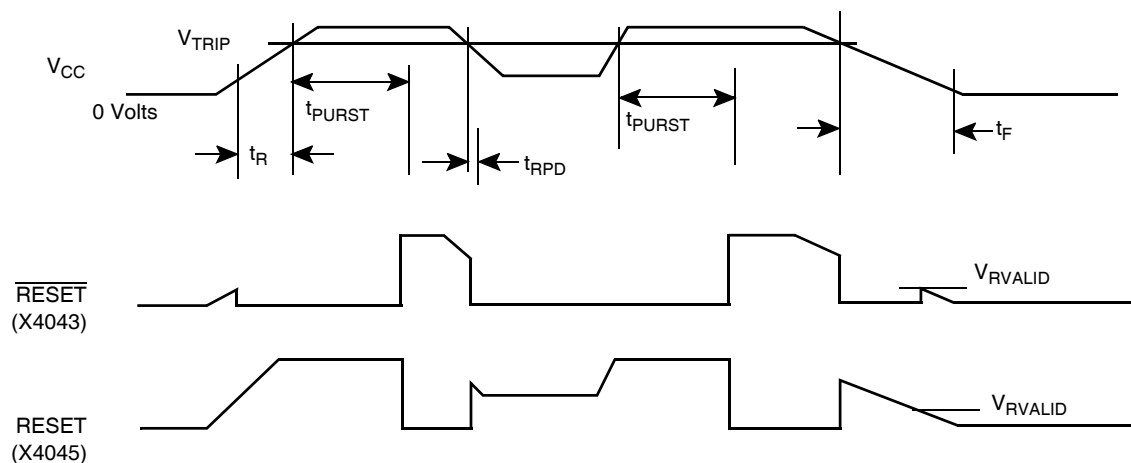 V_TRIP
V_CC
0 Volts
t_PURST
t_PURST
t_R
t_RPD
t_F
V_RVALID
RESET
(X4043)
V_RVALID
RESET
(X4045)